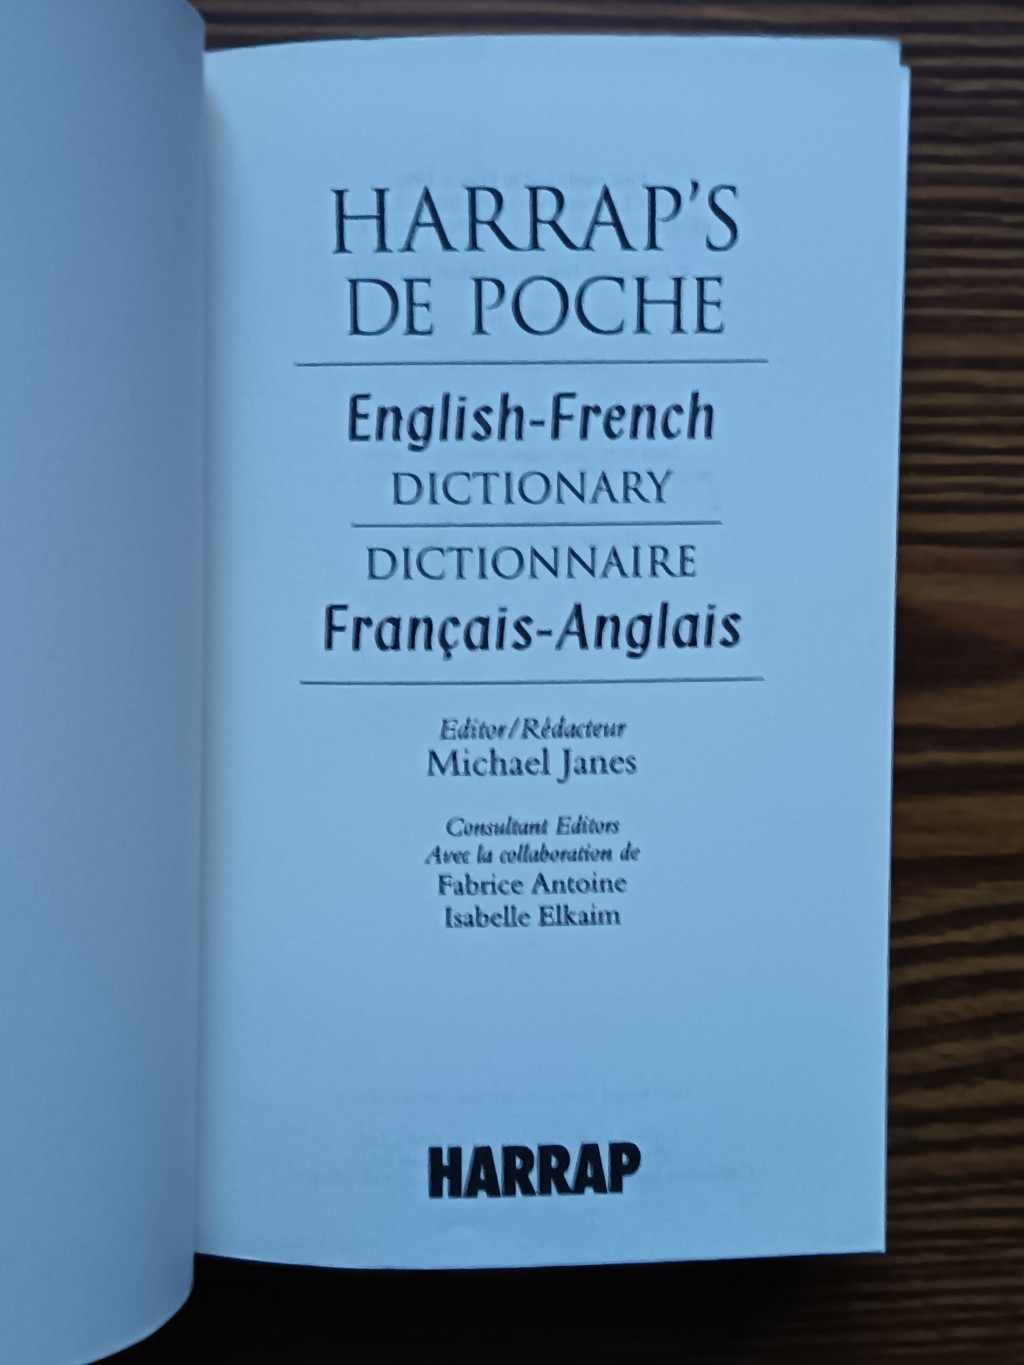 HARRAP'S
DE POCHE
English-French
DICTIONARY
DICTIONNAIRE
Français-Anglais
Editor/Rédacteur
Michael Janes
Consultant Editors
Avec la collaboration de
Fabrice Antoine
Isabelle Elkaim
HARRAP